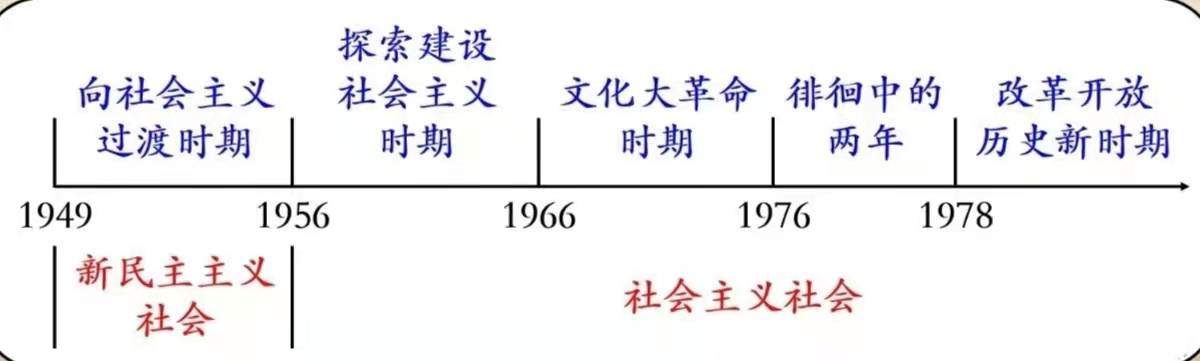 向社会主义
过渡时期
探索建设
社会主义
时期
文化大革命
时期
徘徊中的
两年
改革开放
历史新时期
1949
1956
1966
1976
1978
新民主主义
社会
社会主义社会